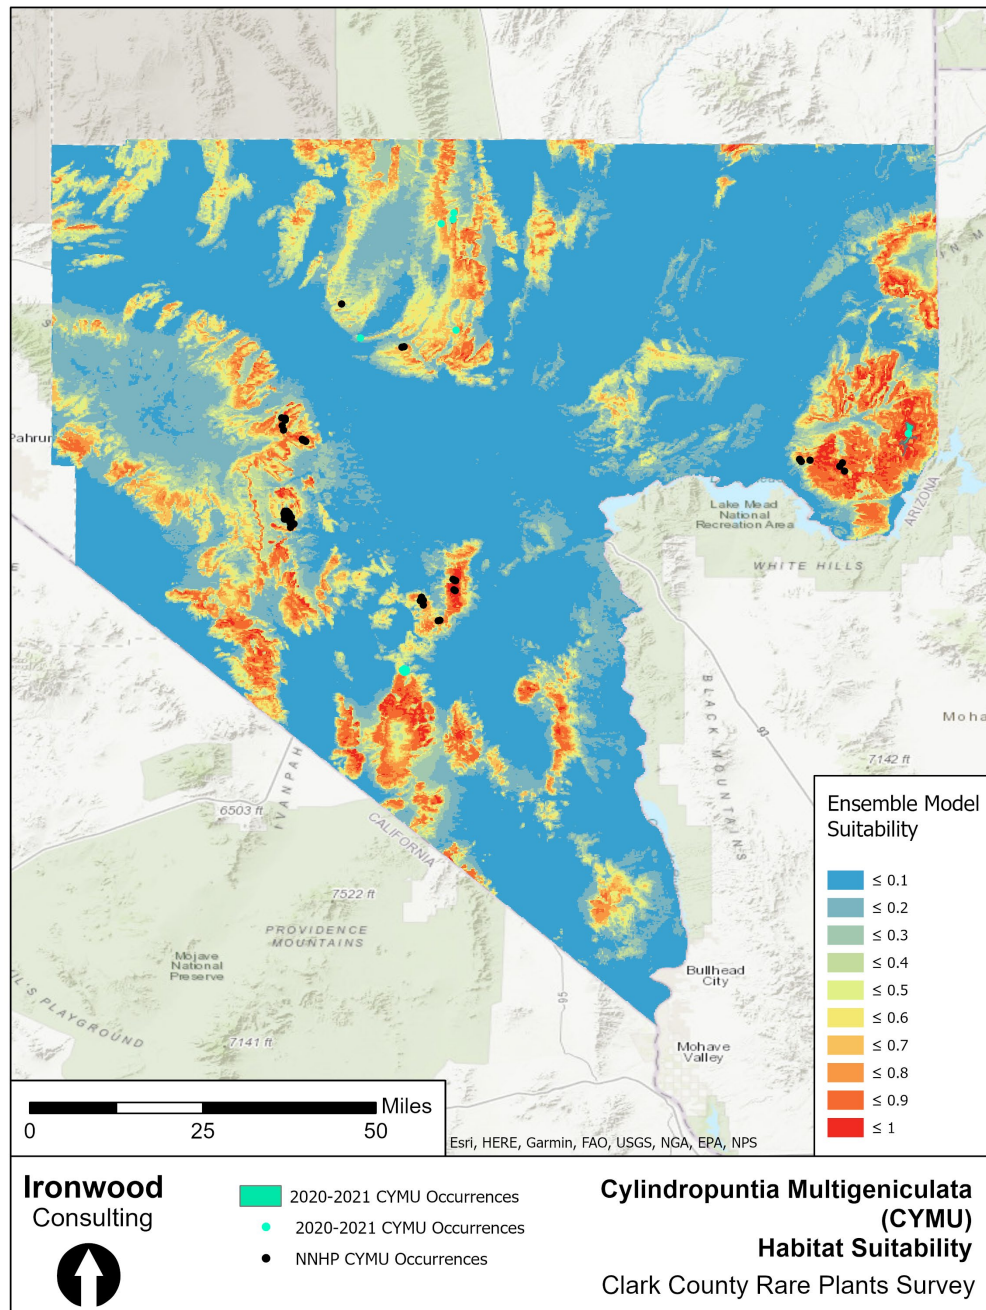 Pahrum
Lake Mead
National
Recreation Area
ARIZONA
WHITE HILLS
BLACK MOUNTAINS
93
Moha
7142 ft
IVANPAH
6503 ft
CALIFORNIA
7522 ft
PROVIDENCE
MOUNTAINS
Mojave
National
Preserve
7141 ft
95
Bullhead
City
Mohave
Valley
Ensemble Model
Suitability
≤ 0.1
≤ 0.2
≤ 0.3
≤ 0.4
≤ 0.5
≤ 0.6
≤ 0.7
≤ 0.8
≤ 0.9
≤ 1
Miles
0 25 50
Esri, HERE, Garmin, FAO, USGS, NGA, EPA, NPS
Ironwood
Consulting
2020-2021 CYMU Occurrences
2020-2021 CYMU Occurrences
NNHP CYMU Occurrences
Cylindropuntia Multigeniculata
(CYMU)
Habitat Suitability
Clark County Rare Plants Survey